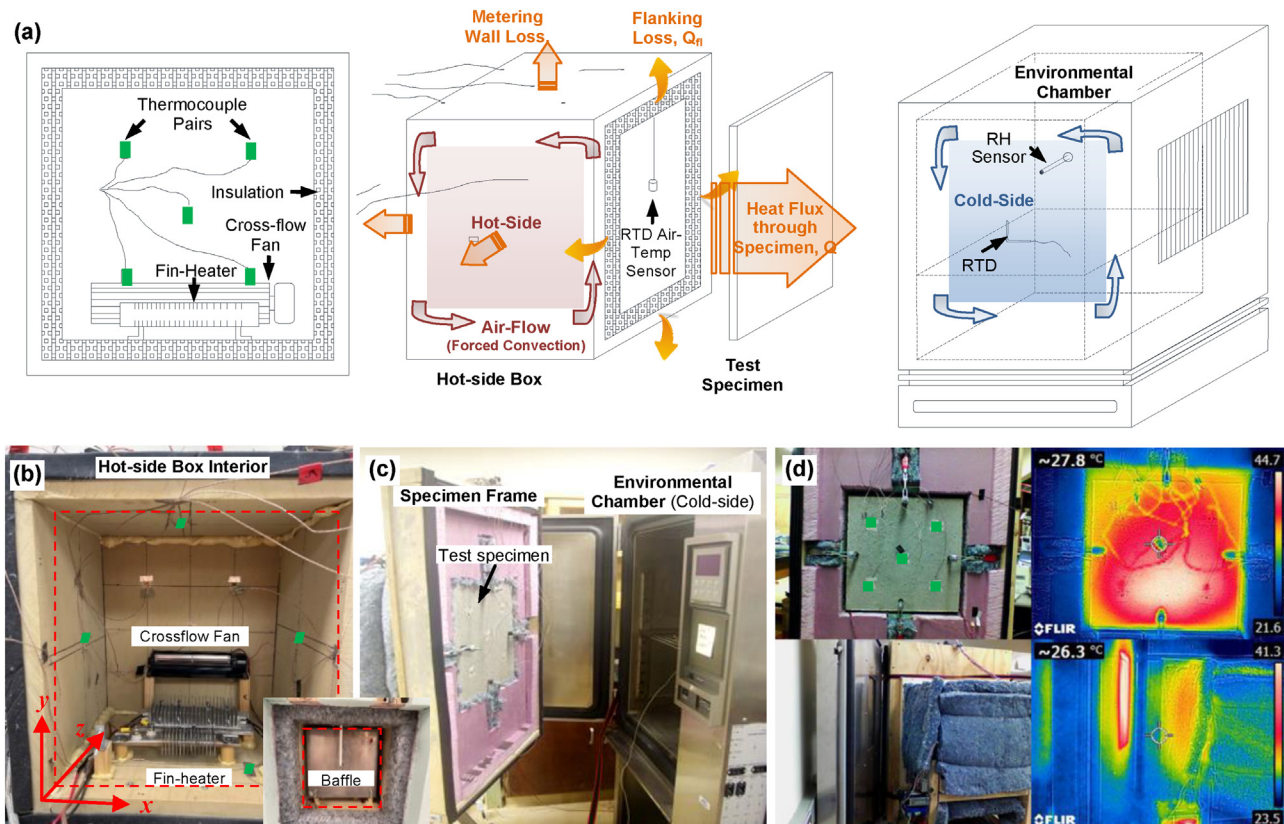 (a)
Thermocouple
Pairs
Insulation
Cross-flow
Fan
Fin-Heater
Metering
Wall Loss
Flanking
Loss, Qfl
Hot-Side
RTD Air-
Temp
Sensor
Heat Flux
through
Specimen, Q
Air-Flow
(Forced Convection)
Hot-side Box
Test
Specimen
Environmental
Chamber
RH
Sensor
Cold-Side
RTD
(b)
Hot-side Box Interior
Crossflow Fan
y
z
x
Fin-heater
Baffle
(c)
Specimen Frame
Test specimen
Environmental
Chamber (Cold-side)
(d)
~27.8 °C
44.7
21.6
FLIR
~26.3 °C
41.3
23.5
FLIR